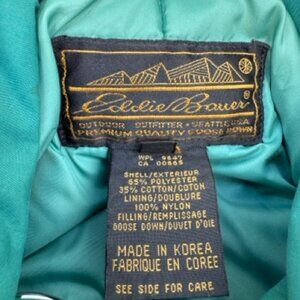 Eddie Bauer
OUTDOOR OUTFITTER • SEATTLE USA
PREMIUM QUALITY GOOSE DOWN
WPL 9647
CA 00665
SHELL/EXTERIEUR
65% POLYESTER
35% COTTON/COTON
LINING/DOUBLURE
100% NYLON
FILLING/REMPLISSAGE
GOOSE DOWN/DUVET D'OIE
MADE IN KOREA
FABRIQUE EN COREE
SEE SIDE FOR CARE